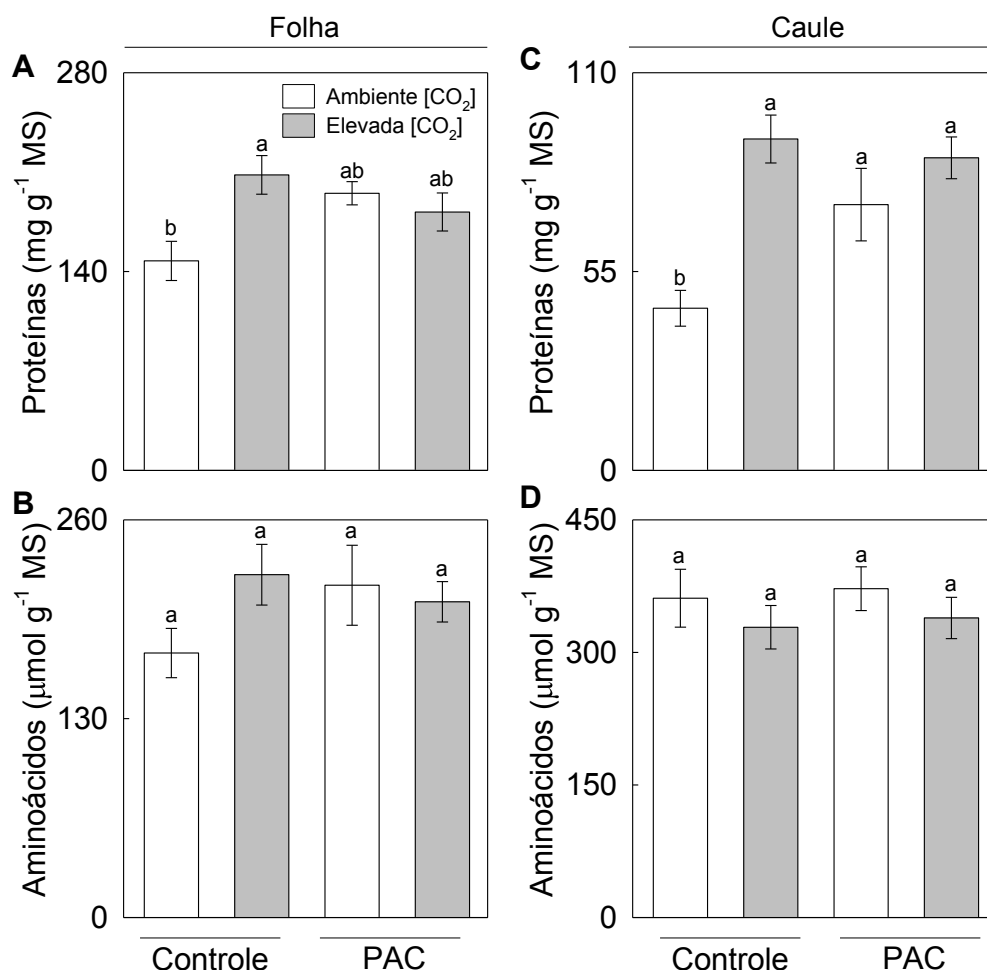 Folha
Caule
A
280
Ambiente [CO₂]
Elevada [CO₂]
b
a
ab
ab
140
0
Proteínas (mg g⁻¹ MS)
C
110
b
a
a
a
55
0
Proteínas (mg g⁻¹ MS)
B
260
a
a
a
a
130
0
Aminoácidos (μmol g⁻¹ MS)
Controle
PAC
D
450
a
a
a
a
300
150
0
Aminoácidos (μmol g⁻¹ MS)
Controle
PAC